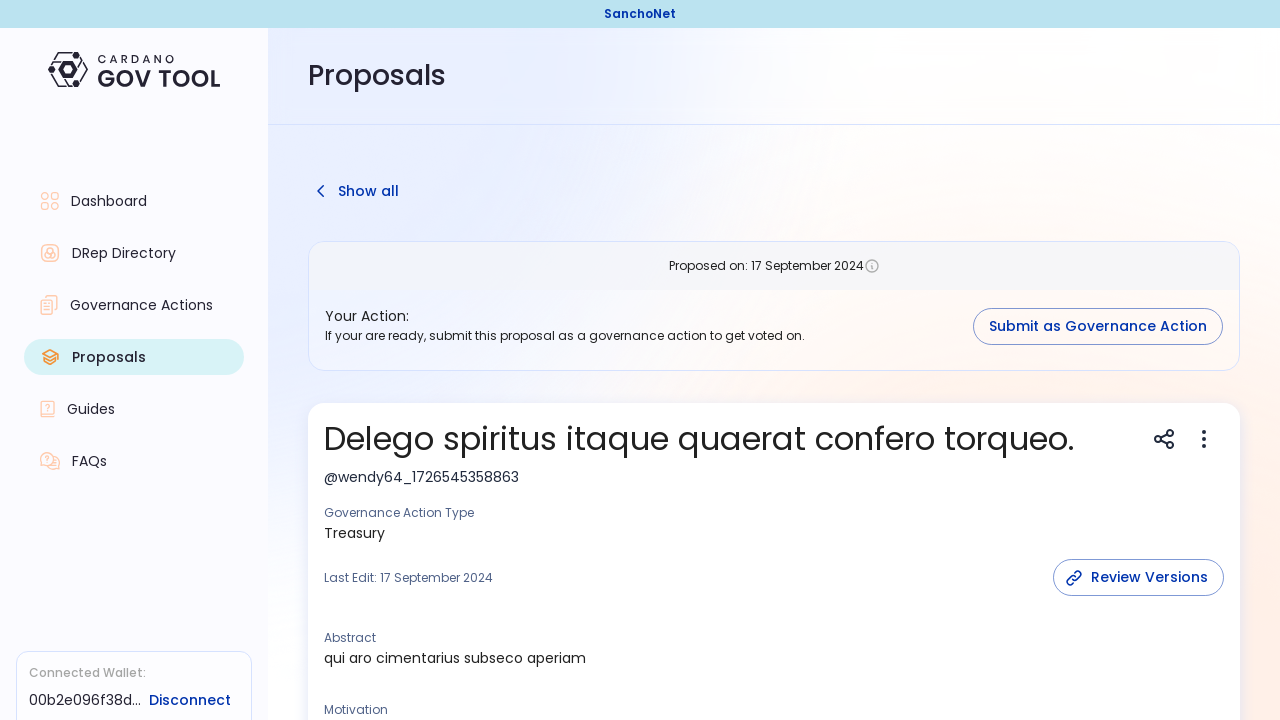 SanchoNet
CARDANO
GOV TOOL
Proposals
Dashboard
DRep Directory
Governance Actions
Proposals
Guides
FAQs
Connected Wallet:
00b2e096f38d... Disconnect
Show all
Proposed on: 17 September 2024
Your Action:
If your are ready, submit this proposal as a governance action to get voted on.
Submit as Governance Action
Delego spiritus itaque quaerat confero torqueo.
@wendy64_1726545358863
Governance Action Type
Treasury
Last Edit: 17 September 2024
Review Versions
Abstract
qui aro cimentarius subseco aperiam
Motivation